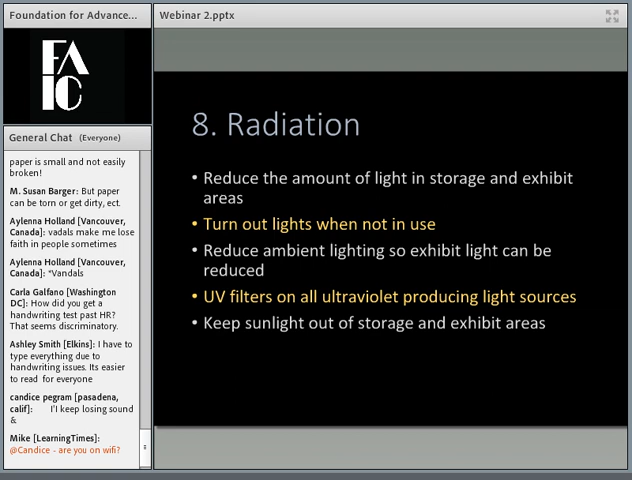 Foundation for Advance...
FA
IC
General Chat (Everyone)
paper is small and not easily
broken!
M. Susan Barger: But paper
can be torn or get dirty, ect.
Aylenna Holland [Vancouver,
Canada]: vadals make me lose
faith in people sometimes
Aylenna Holland [Vancouver,
Canada]: *Vandals
Carla Galfano [Washington
DC]: How did you get a
handwriting test past HR?
That seems discriminatory.
Ashley Smith [Elkins]: I have to
type everything due to
handwriting issues. Its easier
to read for everyone
candice pegram [pasadena,
calif]: I'I keep losing sound
&
Mike [LearningTimes]:
@Candice - are you on wifi?
Webinar 2.pptx
8. Radiation
• Reduce the amount of light in storage and exhibit
areas
• Turn out lights when not in use
• Reduce ambient lighting so exhibit light can be
reduced
• UV filters on all ultraviolet producing light sources
• Keep sunlight out of storage and exhibit areas